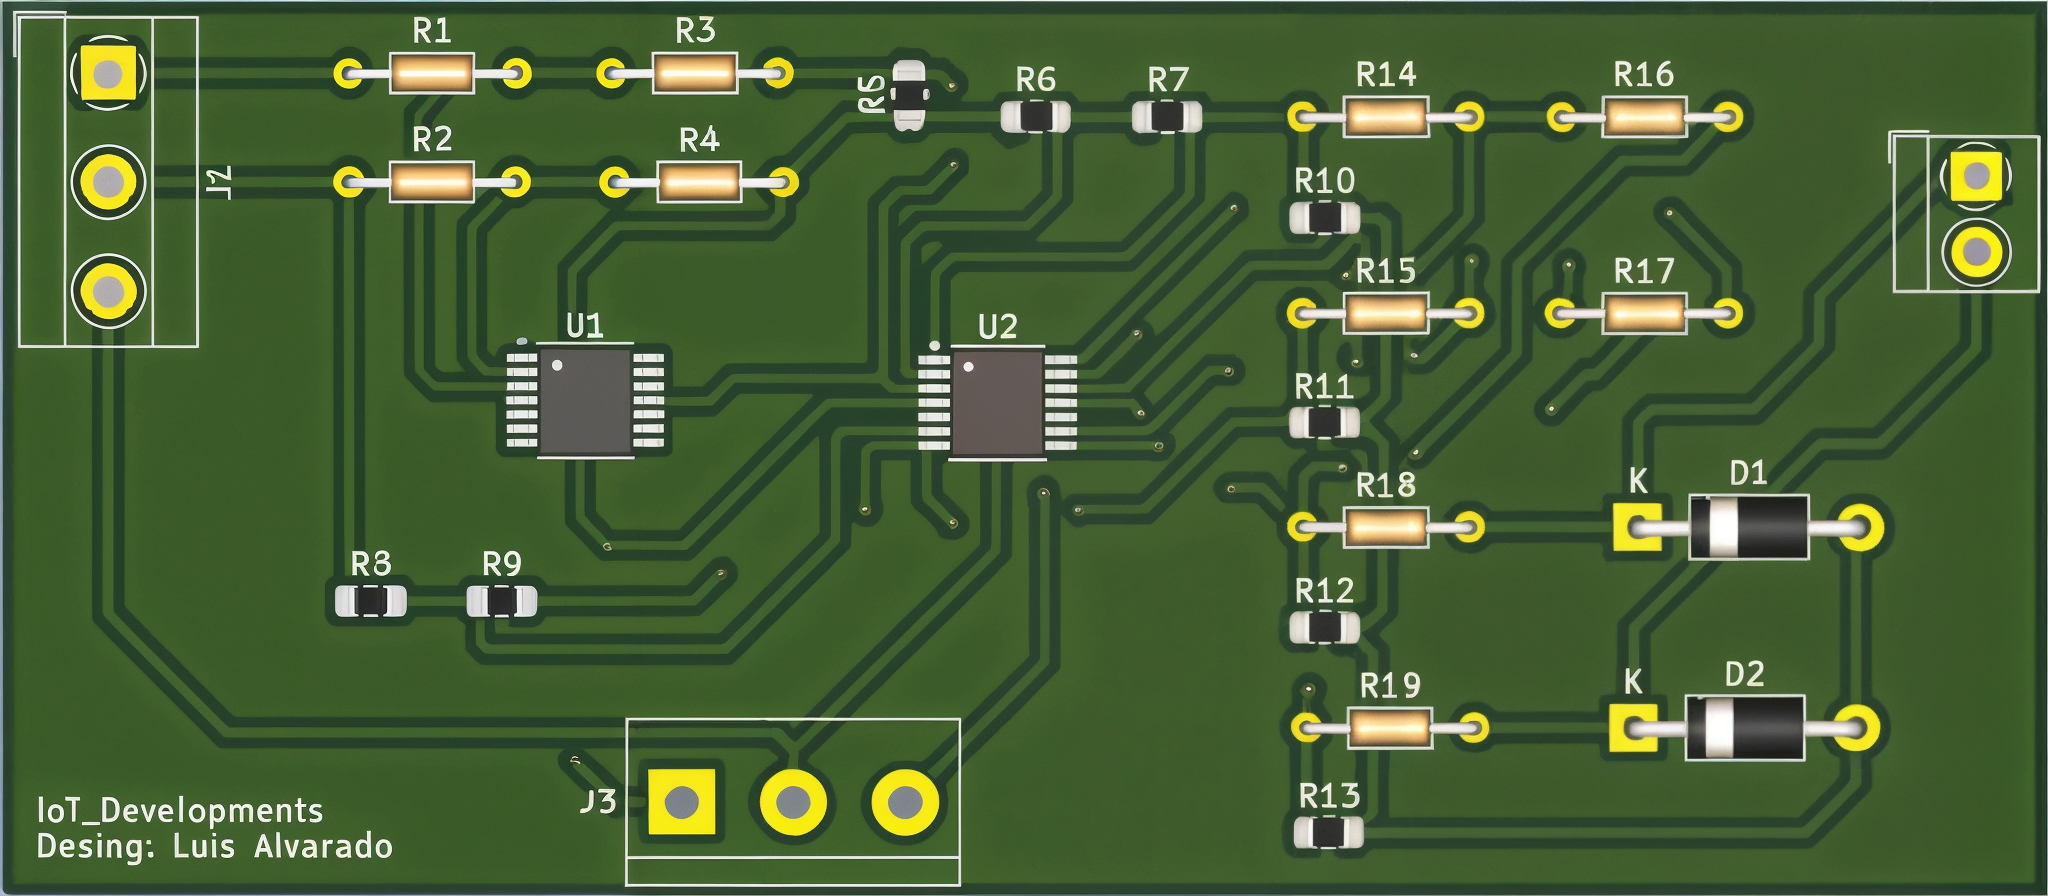 R1
R3
R5
R6
R7
R14
R16
R2
R4
J2
R10
R15
R17
U1
U2
R11
R18
K
D1
R8
R9
R12
R19
K
D2
J3
R13
IoT_Developments
Desing: Luis Alvarado